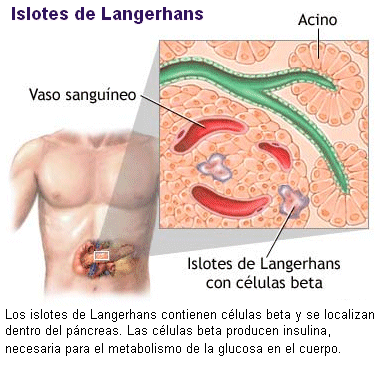 Islotes de Langerhans
Acino
Vaso sanguíneo
Islotes de Langerhans
con células beta
Los islotes de Langerhans contienen células beta y se localizan
dentro del páncreas. Las células beta producen insulina,
necesaria para el metabolismo de la glucosa en el cuerpo.